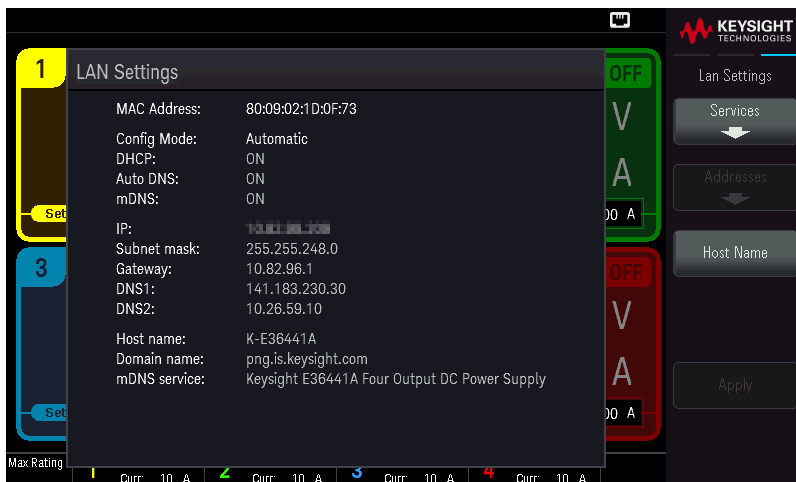 KEYSIGHT
TECHNOLOGIES
1
LAN Settings
OFF
Lan Settings
MAC Address: 80:09:02:1D:0F:73
Services
V
Config Mode: Automatic
DHCP: ON
Auto DNS: ON
A
Addresses
mDNS: ON
Set
00 A
IP:
Subnet mask: 255.255.248.0
Host Name
3
Gateway: 10.82.96.1
OFF
DNS1: 141.183.230.30
DNS2: 10.26.59.10
V
Host name: K-E36441A
Domain name: png.is.keysight.com
A
mDNS service: Keysight E36441A Four Output DC Power Supply
Apply
Set
00 A
Max Rating
1 2 3 4
Curr: 10 A Curr: 10 A Curr: 10 A Curr: 10 A